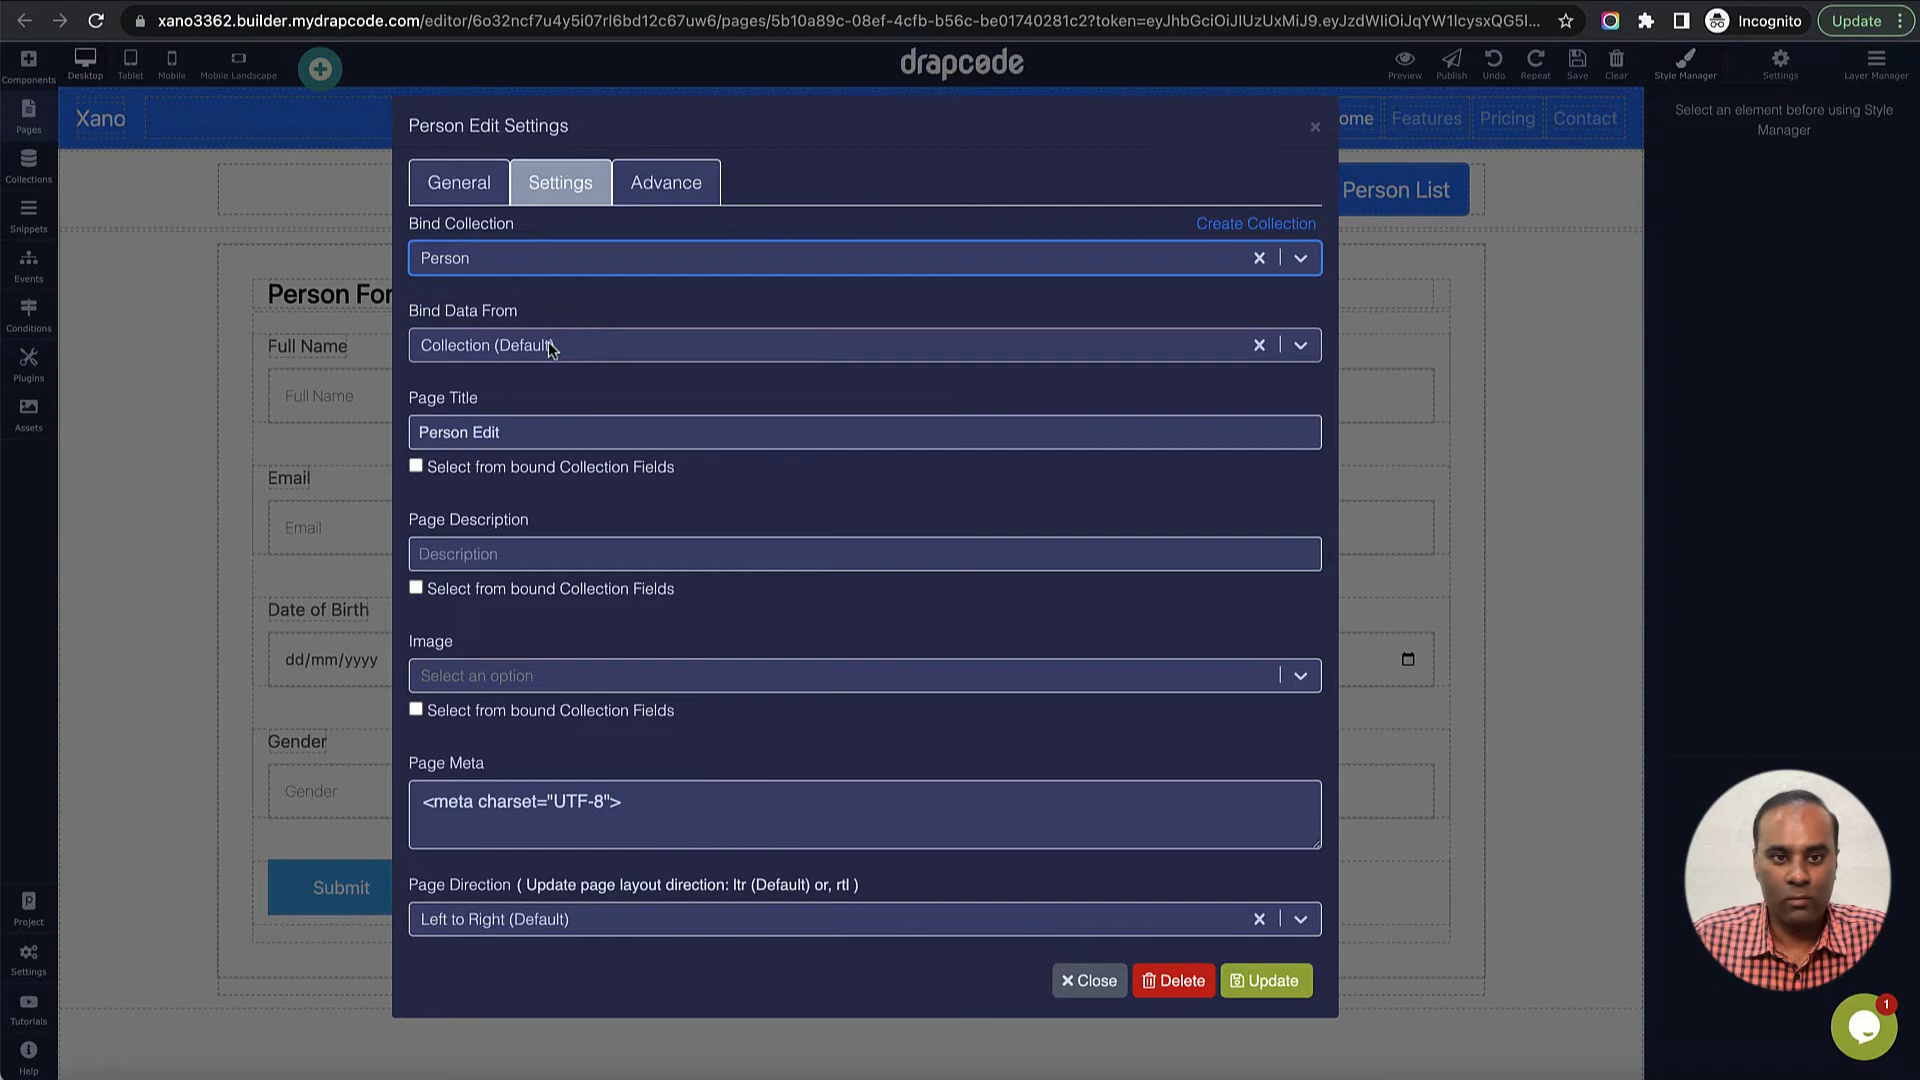 xano3362.builder.mydrapcode.com/editor/6o32ncf7u4y5i07rl6bd12c67uw6/pages/5b10a89c-08ef-4cfb-b56c-be01740281c2?token=eyJhbGciOiJIUzUxMiJ9.eyJzdWIiOiJqYW1lcysxQG5l...
Incognito
Update
Components
Desktop
Tablet
Mobile
Mobile Landscape
drapcode
Preview
Publish
Undo
Repeat
Save
Clear
Style Manager
Settings
Layer Manager
Pages
Collections
Snippets
Events
Conditions
Plugins
Assets
Project
Settings
Tutorials
Help
Xano
ome
Features
Pricing
Contact
Person List
Person For
Full Name
Full Name
Email
Email
Date of Birth
dd/mm/yyyy
Gender
Gender
Submit
Person Edit Settings
×
General
Settings
Advance
Bind Collection
Create Collection
Person
Bind Data From
Collection (Default)
Page Title
Person Edit
Select from bound Collection Fields
Page Description
Description
Select from bound Collection Fields
Image
Select an option
Select from bound Collection Fields
Page Meta
<meta charset="UTF-8">
Page Direction ( Update page layout direction: ltr (Default) or, rtl )
Left to Right (Default)
Close
Delete
Update
Select an element before using Style
Manager
1